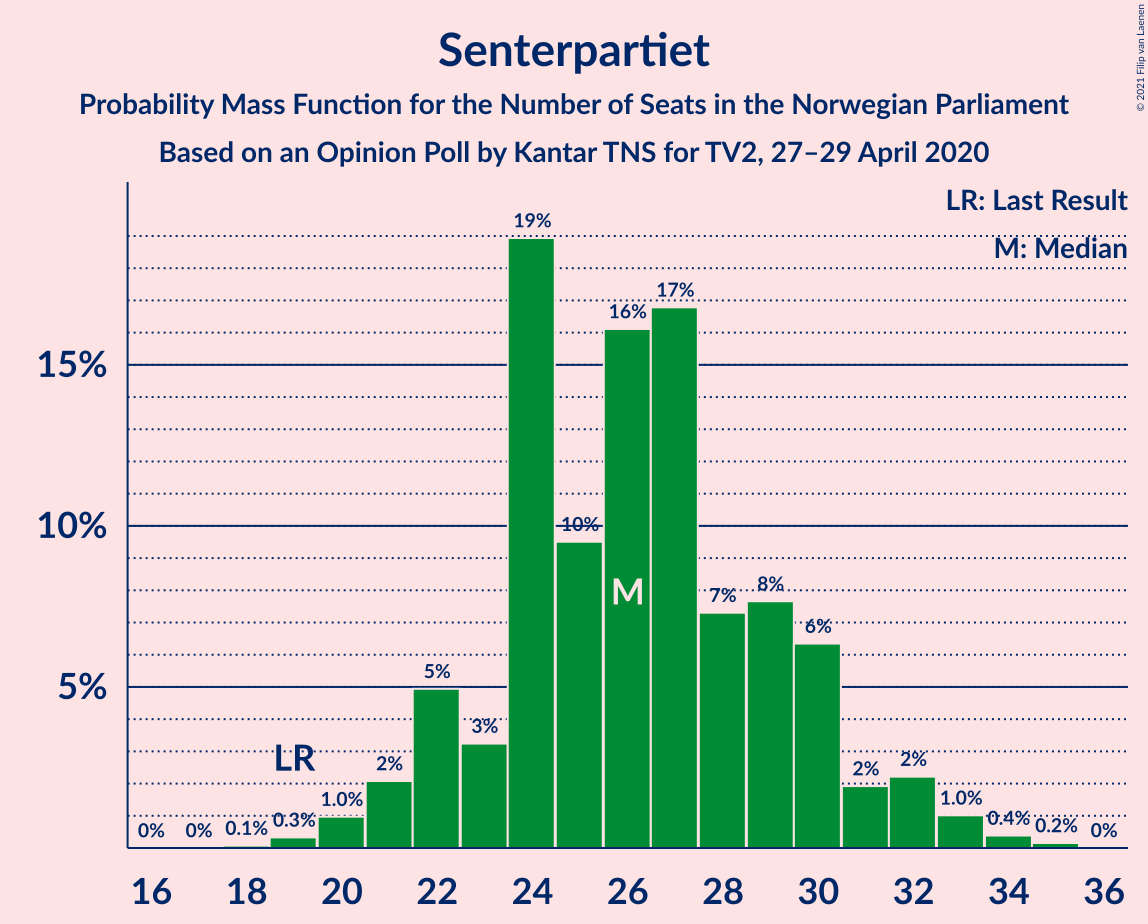 Senterpartiet
Probability Mass Function for the Number of Seats in the Norwegian Parliament
Based on an Opinion Poll by Kantar TNS for TV2, 27–29 April 2020
© 2021 Filip van Laenen
LR: Last Result
M: Median
15%
10%
5%
0%
0%
0.1%
0.3%
1.0%
2%
5%
3%
19%
10%
16%
17%
7%
8%
6%
2%
2%
1.0%
0.4%
0.2%
0%
LR
M
16 18 20 22 24 26 28 30 32 34 36